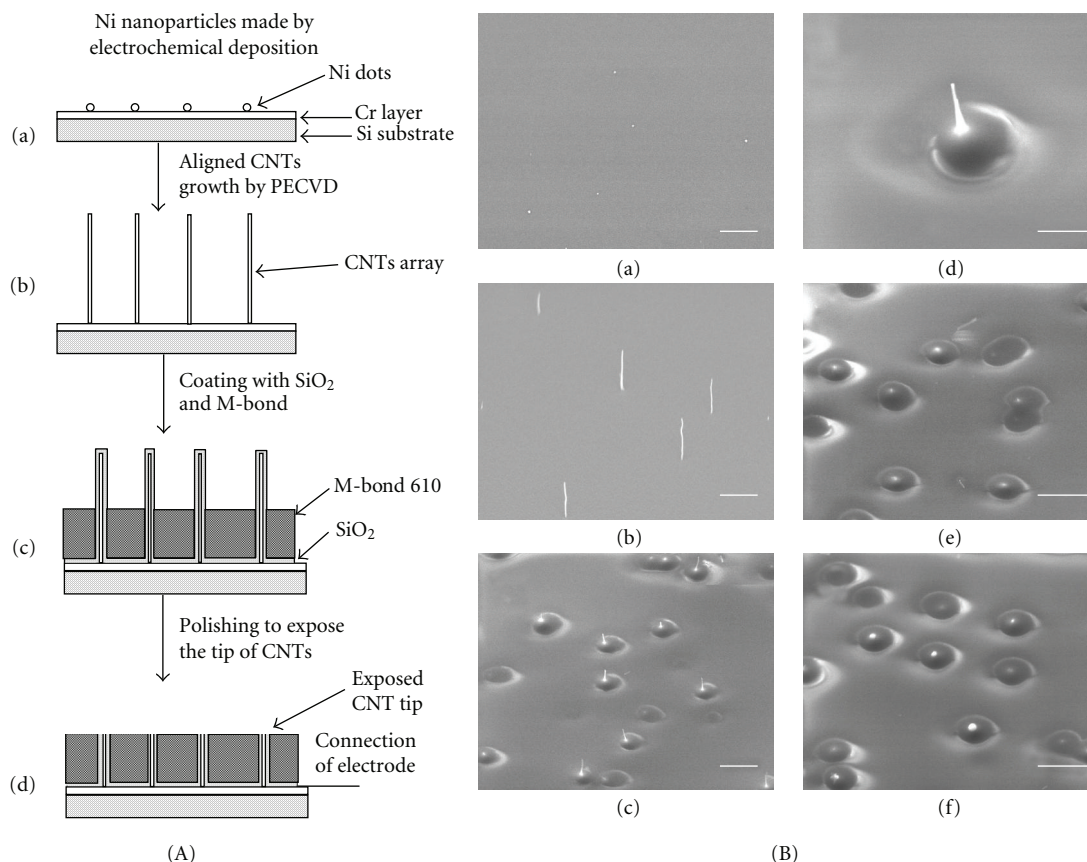 Ni nanoparticles made by
electrochemical deposition
Ni dots
Cr layer
Si substrate
(a)
Aligned CNTs
growth by PECVD
CNTs array
(b)
Coating with SiO₂
and M-bond
M-bond 610
SiO₂
(c)
Polishing to expose
the tip of CNTs
Exposed
CNT tip
Connection
of electrode
(d)
(A)
(a)
(d)
(b)
(e)
(c)
(f)
(B)